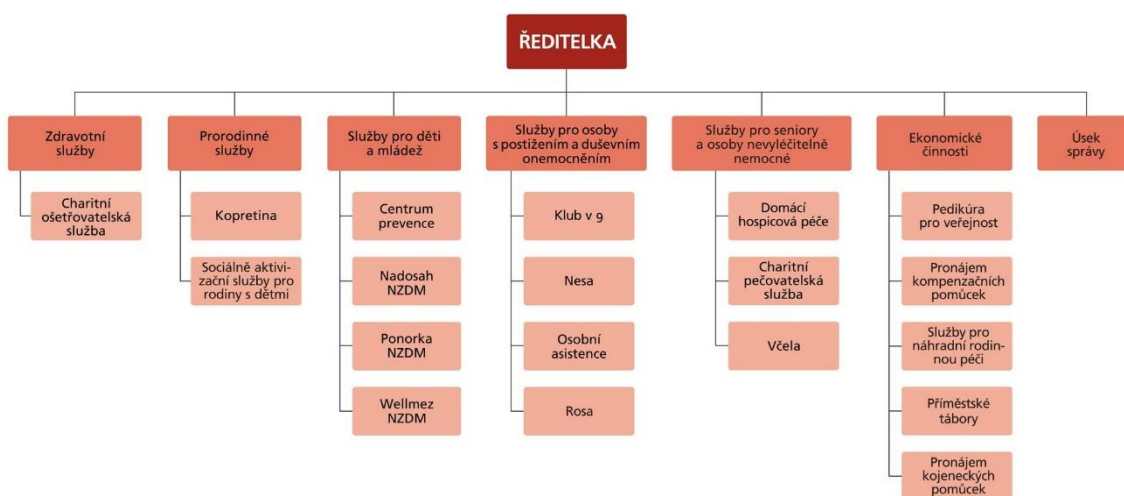 ŘEDITELKA
Zdravotní
služby
Prorodinné
služby
Služby pro děti
a mládež
Služby pro osoby
s postižením a duševním
onemocněním
Služby pro seniory
a osoby nevyléčitelně
nemocné
Ekonomické
činnosti
Úsek
správy
Charitní
ošetřovatelská
služba
Kopretina
Sociálně aktivi-
zační služby pro
rodiny s dětmi
Centrum
prevence
Nadosah
NZDM
Ponorka
NZDM
Wellmez
NZDM
Klub v 9
Nesa
Osobní
asistence
Rosa
Domácí
hospicová péče
Charitní
pečovatelská
služba
Včela
Pedikúra
pro veřejnost
Pronájem
kompenzačních
pomůcek
Služby pro
náhradní rodin-
nou péči
Příměstské
tábory
Pronájem
kojeneckých
pomůcek